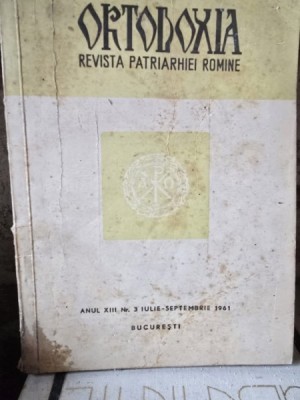 ORTODOXIA
REVISTA PATRIARHIEI ROMINE
ANUL XIII, Nr. 3 IULIE-SEPTEMBRIE 1961
BUCUREȘTI